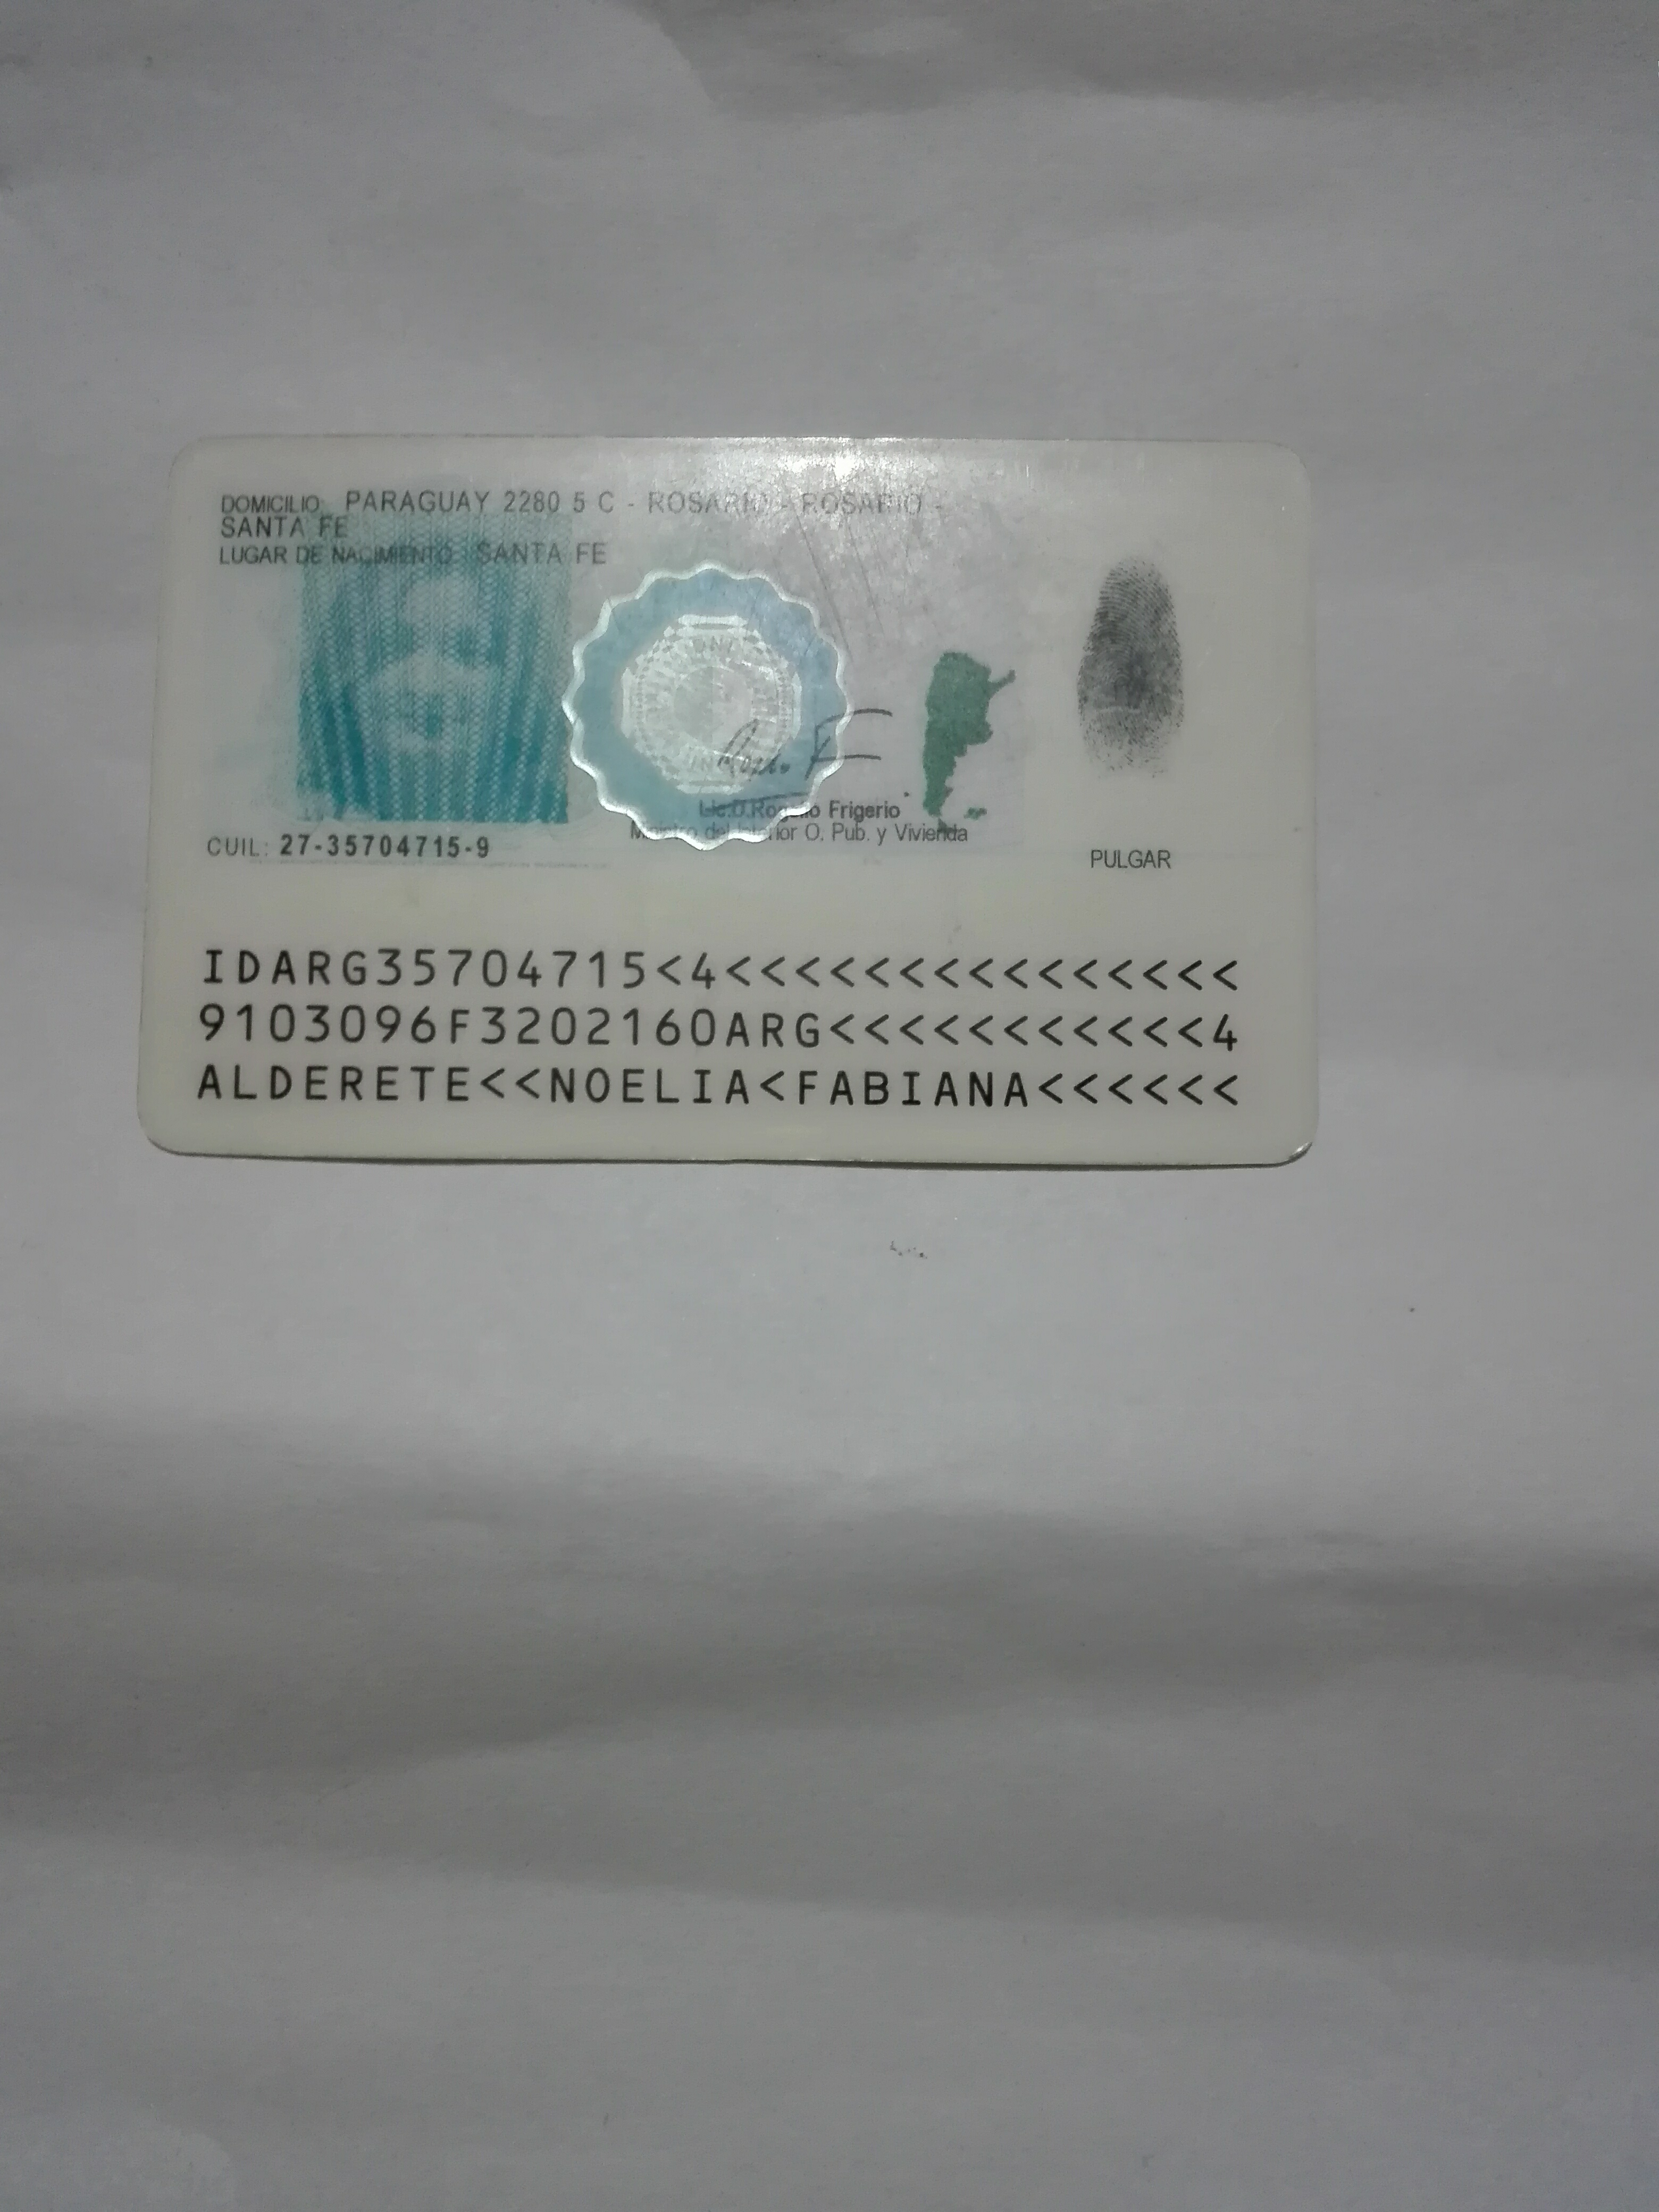 DOMICILIO: PARAGUAY 2280 5 C - ROSARIO - ROSARIO -
SANTA FE
LUGAR DE NACIMIENTO: SANTA FE
Lic.D.Rogelio Frigerio
Ministro del Interior O. Pub. y Vivienda
CUIL: 27-35704715-9
PULGAR
IDARG35704715<4<<<<<<<<<<<<<<<
9103096F3202160ARG<<<<<<<<<<<4
ALDERETE<<NOELIA<FABIANA<<<<<<